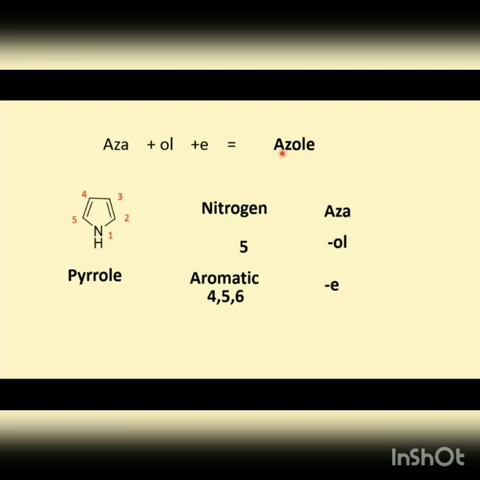 Aza + ol +e = Azole
4 3
5 2
N 1
H
Pyrrole
Nitrogen Aza
5 -ol
Aromatic -e
4,5,6
InShOt